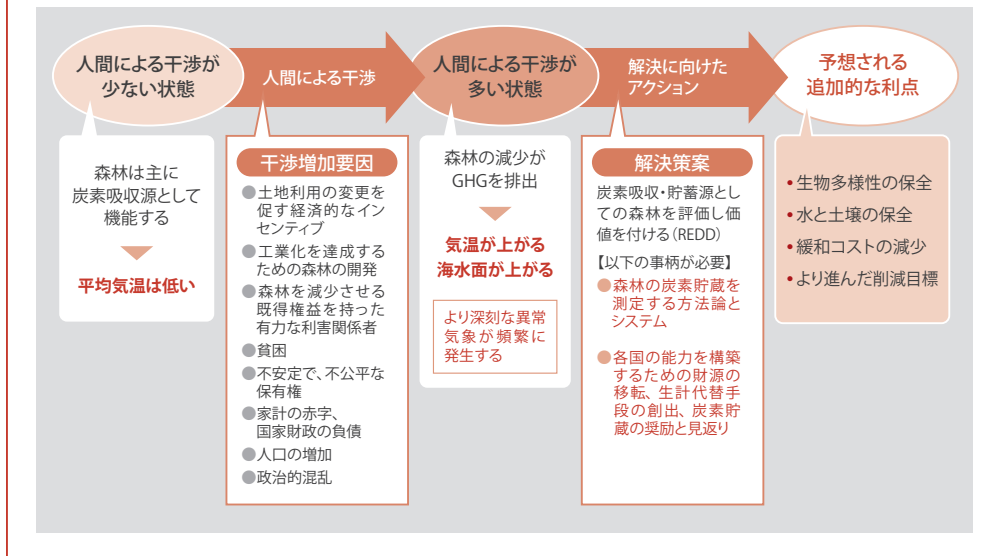 人間による干渉が
少ない状態
人間による干渉
人間による干渉が
多い状態
解決に向けた
アクション
予想される
追加的な利点
森林は主に
炭素吸収源として
機能する
平均気温は低い
干渉増加要因
●土地利用の変更を
促す経済的なイン
センティブ
●工業化を達成する
ための森林の開発
●森林を減少させる
既得権益を持った
有力な利害関係者
●貧困
●不安定で、不公平な
保有権
●家計の赤字、
国家財政の負債
●人口の増加
●政治的混乱
森林の減少が
GHGを排出
気温が上がる
海水面が上がる
より深刻な異常
気象が頻繁に
発生する
解決策案
炭素吸収・貯蓄源とし
ての森林を評価し価
値を付ける(REDD)
【以下の事柄が必要】
●森林の炭素貯蔵を
測定する方法論と
システム
●各国の能力を構築
するための財源の
移転、生計代替手
段の創出、炭素貯
蔵の奨励と見返り
•生物多様性の保全
•水と土壌の保全
•緩和コストの減少
•より進んだ削減目標